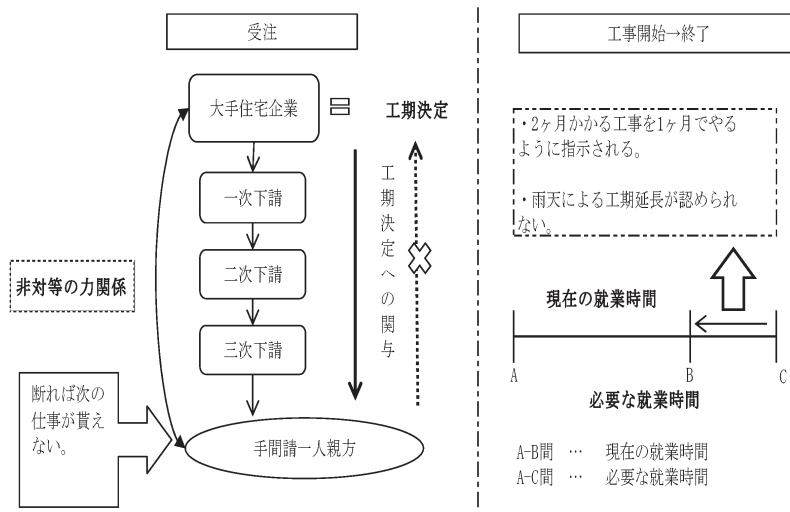 受注
大手住宅企業
工期決定
一次下請
二次下請
三次下請
手間請一人親方
工期決定への関与
非対等の力関係
断れば次の
仕事が貰え
ない。
工事開始→終了
・2ヶ月かかる工事を1ヶ月でやる
ように指示される。
・雨天による工期延長が認められ
ない。
現在の就業時間
A
B
C
必要な就業時間
A-B間 … 現在の就業時間
A-C間 … 必要な就業時間